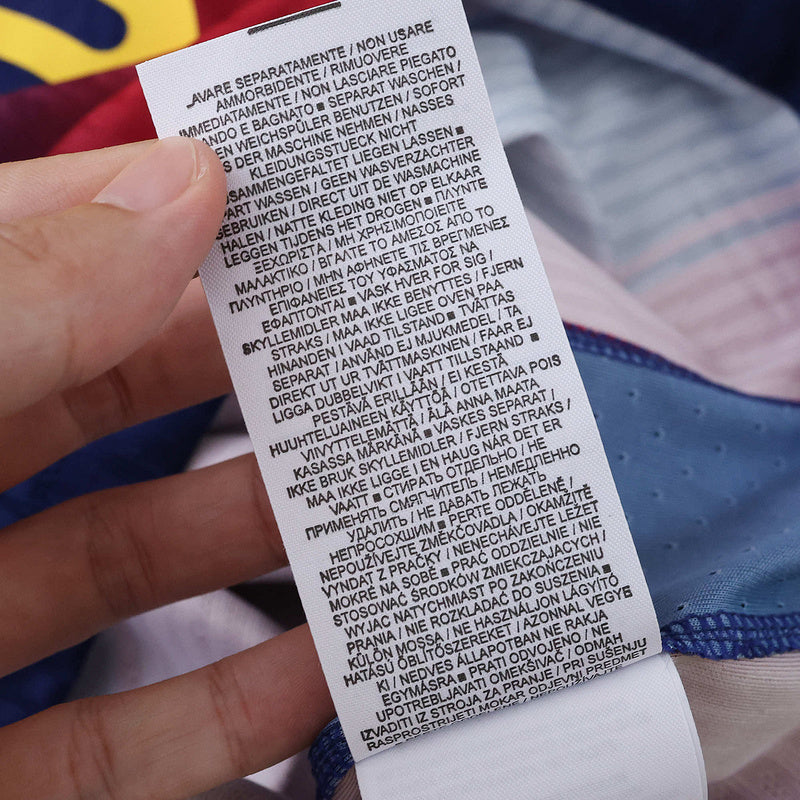 LAVARE SEPARATAMENTE / NON USARE
AMMORBIDENTE / RIMUOVERE
IMMEDIATAMENTE / NON LASCIARE PIEGATO
BAGNATO ■ SEPARAT WASCHEN /
WEICHSPÜLER BENUTZEN / SOFORT
DER MASCHINE NEHMEN / NASSES
KLEIDUNGSSTUECK NICHT
ZUSAMMENGEFALTET LIEGEN LASSEN ■
APART WASSEN / GEEN WASVERZACHTER
GEBRUIKEN / DIRECT UIT DE WASMACHINE
HALEN / NATTE KLEDING NIET OP ELKAAR
LEGGEN TIJDENS HET DROGEN ■ ΠΛΥΝΤΕ
ΞΕΧΩΡΙΣΤΑ / ΜΗ ΧΡΗΣΙΜΟΠΟΙΕΙΤΕ
ΜΑΛΑΚΤΙΚΟ / ΒΓΑΛΤΕ ΤΟ ΑΜΕΣΩΣ ΑΠΟ ΤΟ
ΠΛΥΝΤΗΡΙΟ / ΜΗΝ ΑΦΗΝΕΤΕ ΤΙΣ ΒΡΕΓΜΕΝΕΣ
ΕΠΙΦΑΝΕΙΕΣ ΤΟΥ ΥΦΑΣΜΑΤΟΣ ΝΑ
ΕΦΑΠΤΟΝΤΑΙ ■ VASK HVER FOR SIG /
SKYLLEMIDLER MAA IKKE BENYTTES / FJERN
STRAKS / MAA IKKE LIGGE OVEN PAA
HINANDEN I VAAD TILSTAND ■ TVÄTTAS
SEPARAT / ANVÄND EJ MJUKMEDEL / TA
DIREKT UT UR TVÄTTMASKINEN / FAAR EJ
LIGGA DUBBELVIKT I VAATT TILLSTAAND ■
PESTÄVÄ ERILLÄÄN / EI KESTÄ
HUUHTELUAINEEN KÄYTTÖÄ / OTETTAVA POIS
VIIVYTTELEMÄTTÄ / ÄLÄ ANNA MAATA
KASASSA MÄRKÄNÄ ■ VASKES SEPARAT /
IKKE BRUK SKYLLEMIDLER / FJERN STRAKS /
MAA IKKE LIGGE I EN HAUG NÅR DET ER
VAATT ■ СТИРАТЬ ОТДЕЛЬНО / НЕ
ПРИМЕНЯТЬ СМЯГЧИТЕЛЬ / НЕМЕДЛЕННО
УДАЛИТЬ / НЕ ДАВАТЬ ЛЕЖАТЬ
НЕПРОСОХШИМ ■ PERTE ODDĚLENĚ /
NEPOUŽÍVEJTE ZMĚKČOVADLA / OKAMŽITĚ
VYNDAT Z PRAČKY / NENECHÁVEJTE LEŽET
MOKRÉ NA SOBĚ ■ PRAĆ ODDZIELNIE / NIE
STOSOWAĆ ŚRODKÓW ZMIEKCZAJACYCH /
WYJAC NATYCHMIAST PO ZAKOŃCZENIU
PRANIA / NIE ROZKLADAĆ DO SUSZENIA ■
KÜLÖN MOSSA / NE HASZNÁLJON LÁGYÍTÓ
HATÁSU ÖBLÍTŐSZEREKET / AZONNAL VEGYE
KI / NEDVES ÁLLAPOTBAN NE RAKJA
EGYMÁSRA ■ PRATI ODVOJENO / NE
UPOTREBLJAVATI OMEKŠIVAČ / ODMAH
IZVADITI IZ STROJA ZA PRANJE / PRI SUŠENJU
RASPROSTRIJETI MOKAR ODJEVNI PREDMET